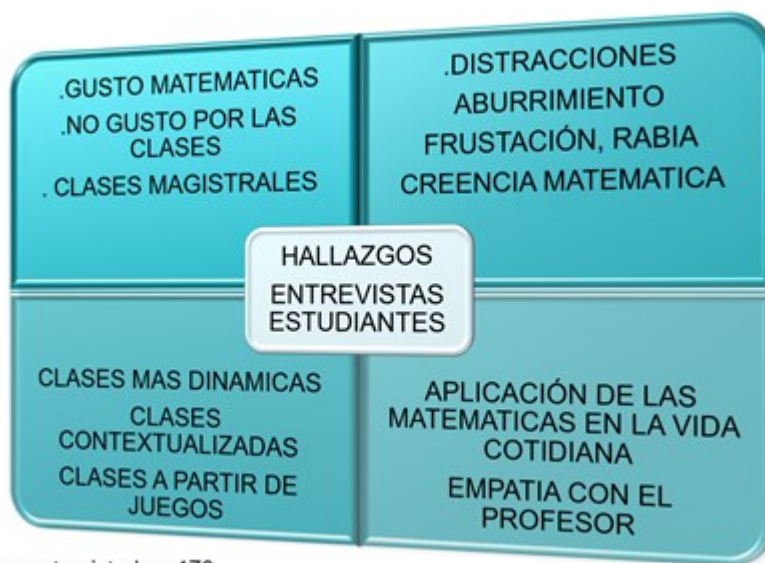 .GUSTO MATEMATICAS
.NO GUSTO POR LAS
CLASES
. CLASES MAGISTRALES
.DISTRACCIONES
ABURRIMIENTO
FRUSTACIÓN, RABIA
CREENCIA MATEMATICA
HALLAZGOS
ENTREVISTAS
ESTUDIANTES
CLASES MAS DINAMICAS
CLASES
CONTEXTUALIZADAS
CLASES A PARTIR DE
JUEGOS
APLICACIÓN DE LAS
MATEMATICAS EN LA VIDA
COTIDIANA
EMPATIA CON EL
PROFESOR